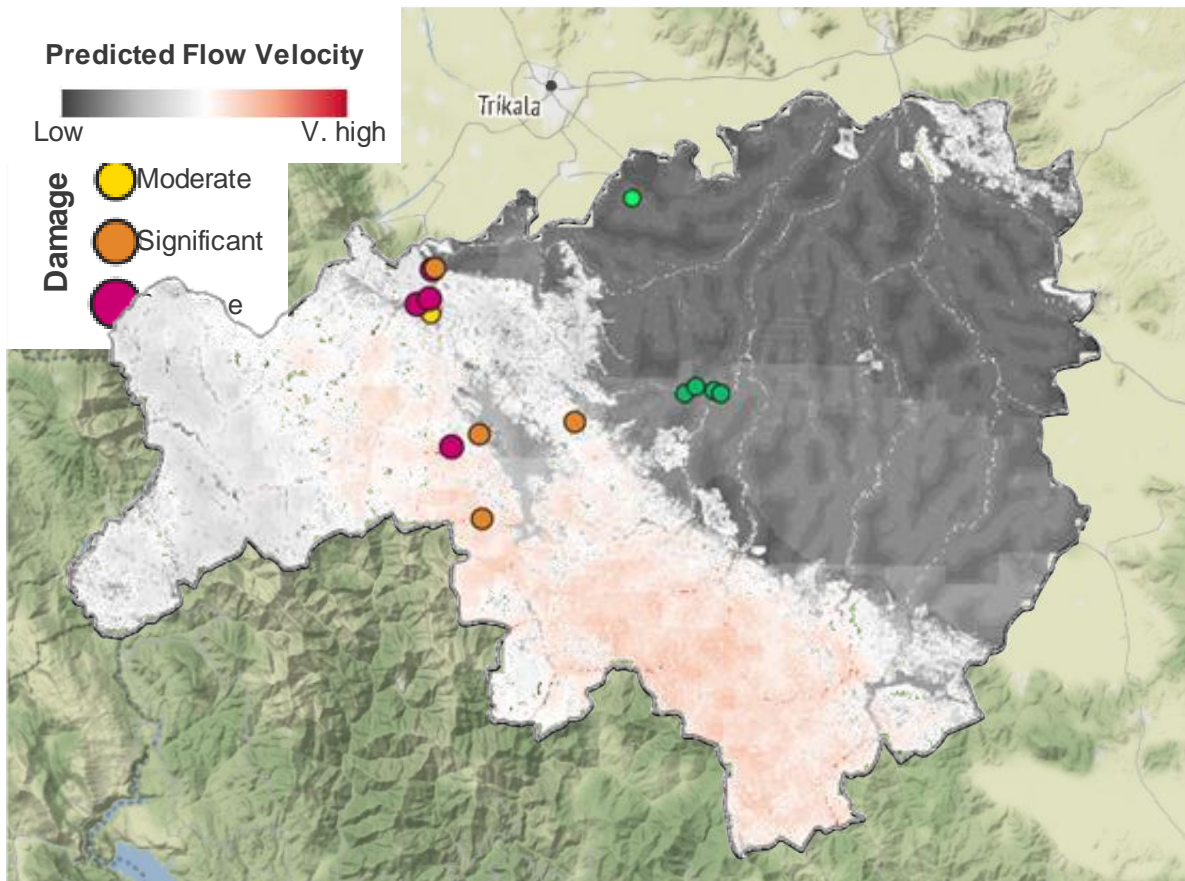 Predicted Flow Velocity
Low V. high
Damage
Moderate
Significant
Trikala